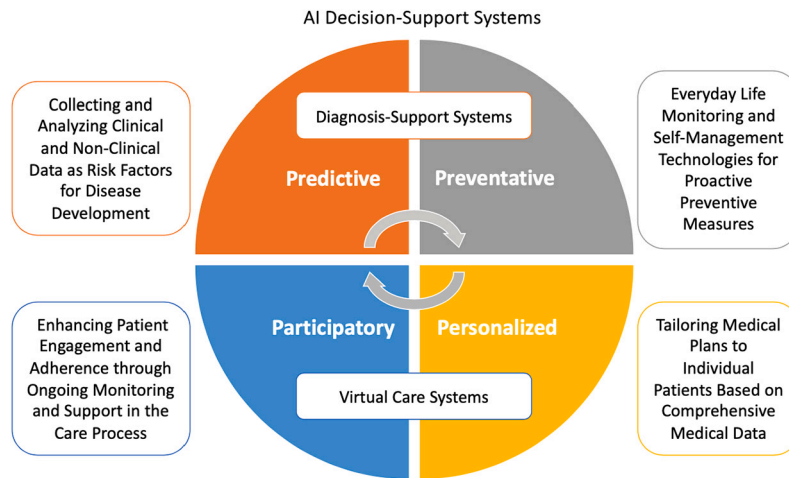 AI Decision-Support Systems
Collecting and
Analyzing Clinical
and Non-Clinical
Data as Risk Factors
for Disease
Development
Diagnosis-Support Systems
Predictive
Preventative
Everyday Life
Monitoring and
Self-Management
Technologies for
Proactive
Preventive
Measures
Enhancing Patient
Engagement and
Adherence through
Ongoing Monitoring
and Support in the
Care Process
Participatory
Personalized
Virtual Care Systems
Tailoring Medical
Plans to
Individual
Patients Based on
Comprehensive
Medical Data